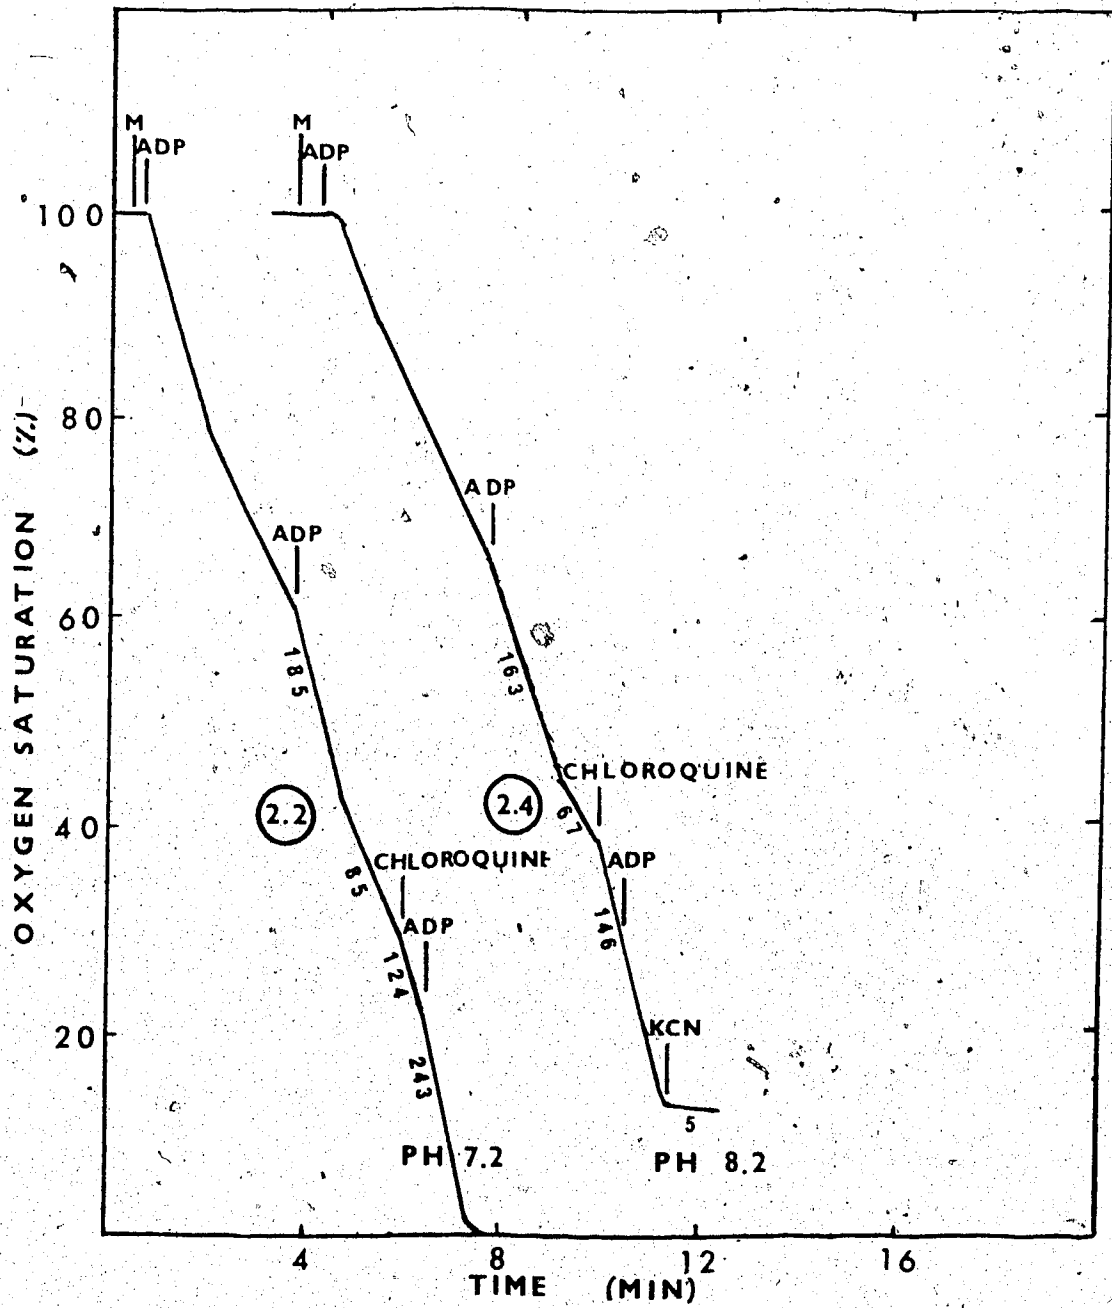 M
ADP
M
ADP
100
80
60
40
20
OXYGEN SATURATION (%)
ADP
ADP
185
163
CHLOROQUINE
2.2
2.4
67
85
CHLOROQUINE
ADP
ADP
124
146
243
KCN
5
PH 7.2
PH 8.2
4
8
12
16
TIME (MIN)